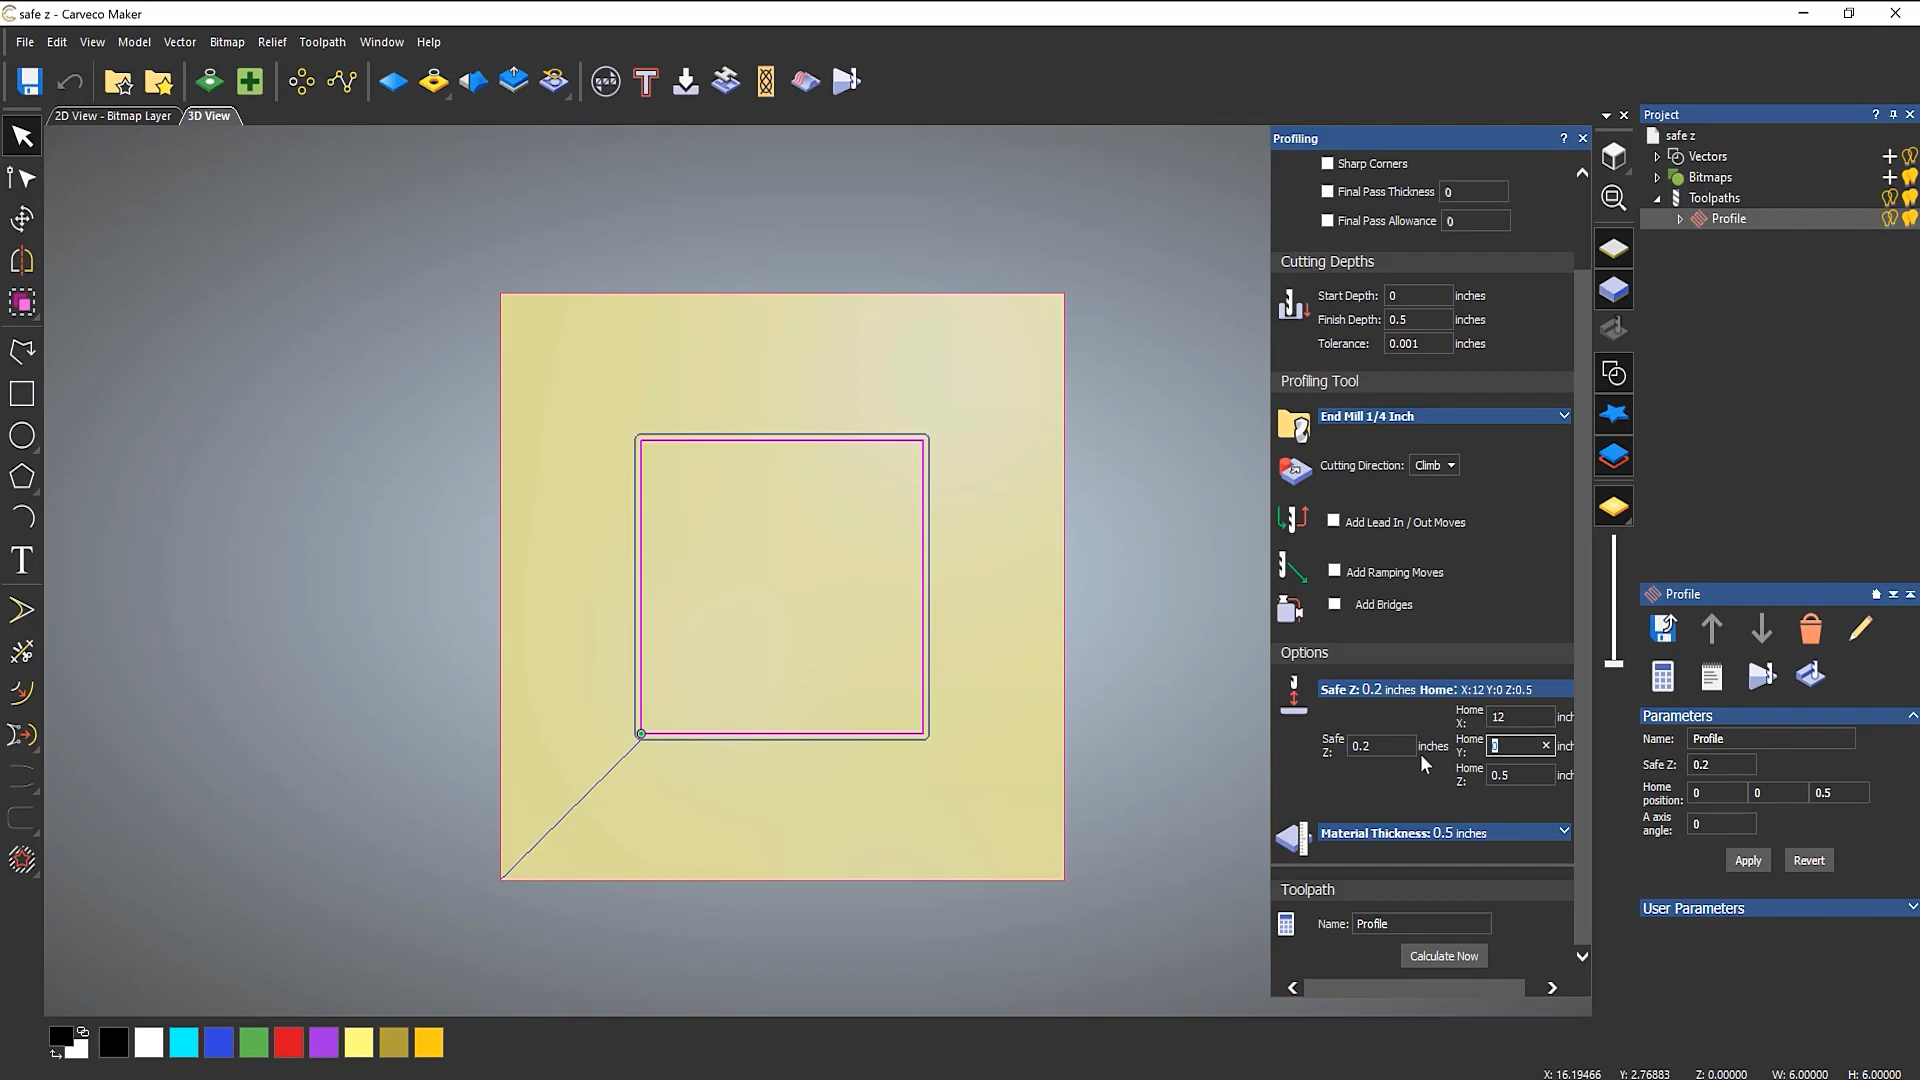 safe z - Carveco Maker
File Edit View Model Vector Bitmap Relief Toolpath Window Help
2D View - Bitmap Layer 3D View
Profiling ?
Sharp Corners
Final Pass Thickness 0
Final Pass Allowance 0
Cutting Depths
Start Depth: 0 inches
Finish Depth: 0.5 inches
Tolerance: 0.001 inches
Profiling Tool
End Mill 1/4 Inch
Cutting Direction: Climb
Add Lead In / Out Moves
Add Ramping Moves
Add Bridges
Options
Safe Z: 0.2 inches Home: X:12 Y:0 Z:0.5
Home X: 12 inch
Safe Z: 0.2 inches
Home Y: 0 inch
Home Z: 0.5 inch
Material Thickness: 0.5 inches
Toolpath
Name: Profile
Calculate Now
Project ?
safe z
Vectors
Bitmaps
Toolpaths
Profile
Profile
Parameters
Name: Profile
Safe Z: 0.2
Home position: 0 0 0.5
A axis angle: 0
Apply Revert
User Parameters
T
X: 16.19466 Y: 2.76883 Z: 0.00000 W: 6.00000 H: 6.00000